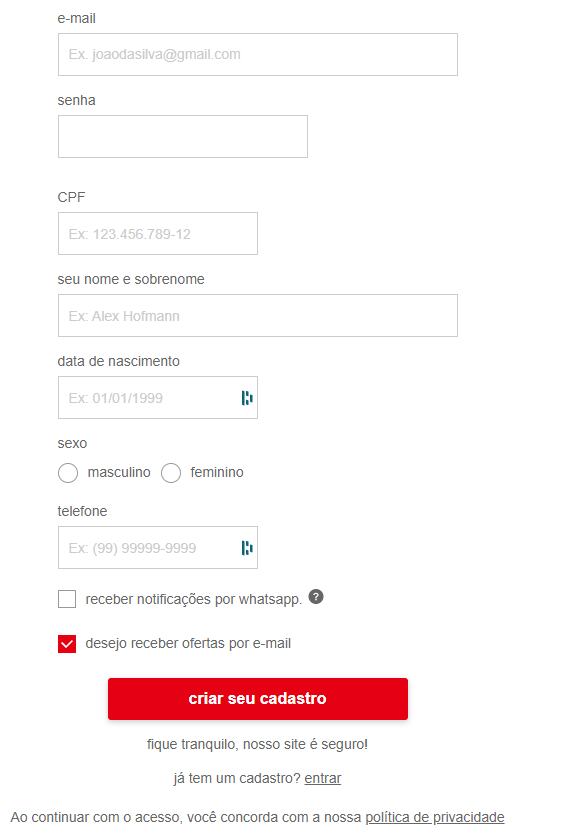 e-mail
Ex. joaodasilva@gmail.com
senha
CPF
Ex: 123.456.789-12
seu nome e sobrenome
Ex: Alex Hofmann
data de nascimento
Ex: 01/01/1999
sexo
masculino feminino
telefone
Ex: (99) 99999-9999
receber notificações por whatsapp. ?
desejo receber ofertas por e-mail
criar seu cadastro
fique tranquilo, nosso site é seguro!
já tem um cadastro? entrar
Ao continuar com o acesso, você concorda com a nossa política de privacidade